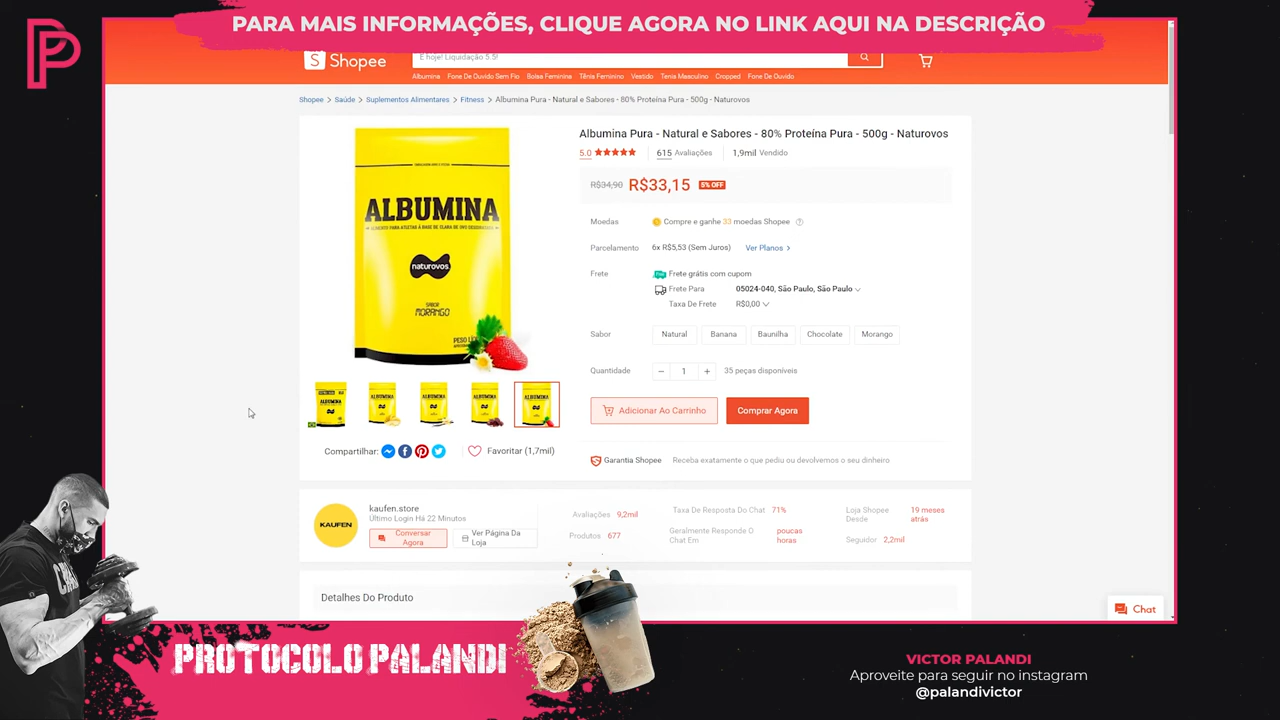 PARA MAIS INFORMAÇÕES, CLIQUE AGORA NO LINK AQUI NA DESCRIÇÃO
Shopee
É hoje! Liquidação 5.5!
Albumina Fone De Ouvido Sem Fio Bolsa Feminina Tênis Feminino Vestido Tenis Masculino Cropped Fone De Ouvido
Shopee > Saúde > Suplementos Alimentares > Fitness > Albumina Pura - Natural e Sabores - 80% Proteína Pura - 500g - Naturovos
Albumina Pura - Natural e Sabores - 80% Proteína Pura - 500g - Naturovos
5.0 615 Avaliações 1,9mil Vendido
R$34,90 R$33,15 5% OFF
ALBUMINA
naturovos.
SABOR
MORANGO
Moedas Compre e ganhe 33 moedas Shopee ?
Parcelamento 6x R$5,53 (Sem Juros) Ver Planos >
Frete Frete grátis com cupom
Frete Para 05024-040, São Paulo, São Paulo
Taxa De Frete R$0,00
Sabor Natural Banana Baunilha Chocolate Morango
Quantidade − 1 + 35 peças disponíveis
Adicionar Ao Carrinho Comprar Agora
Compartilhar: Favoritar (1,7mil)
Garantia Shopee Receba exatamente o que pediu ou devolvemos o seu dinheiro
KAUFEN
kaufen.store
Último Login Há 22 Minutos
Conversar Agora
Ver Página Da Loja
Avaliações 9,2mil
Produtos 677
Taxa De Resposta Do Chat 71%
Geralmente Responde O Chat Em poucas horas
Loja Shopee Desde 19 meses atrás
Seguidor 2,2mil
Detalhes Do Produto
Chat
PROTOCOLO PALANDI
VICTOR PALANDI
Aproveite para seguir no instagram
@palandivictor